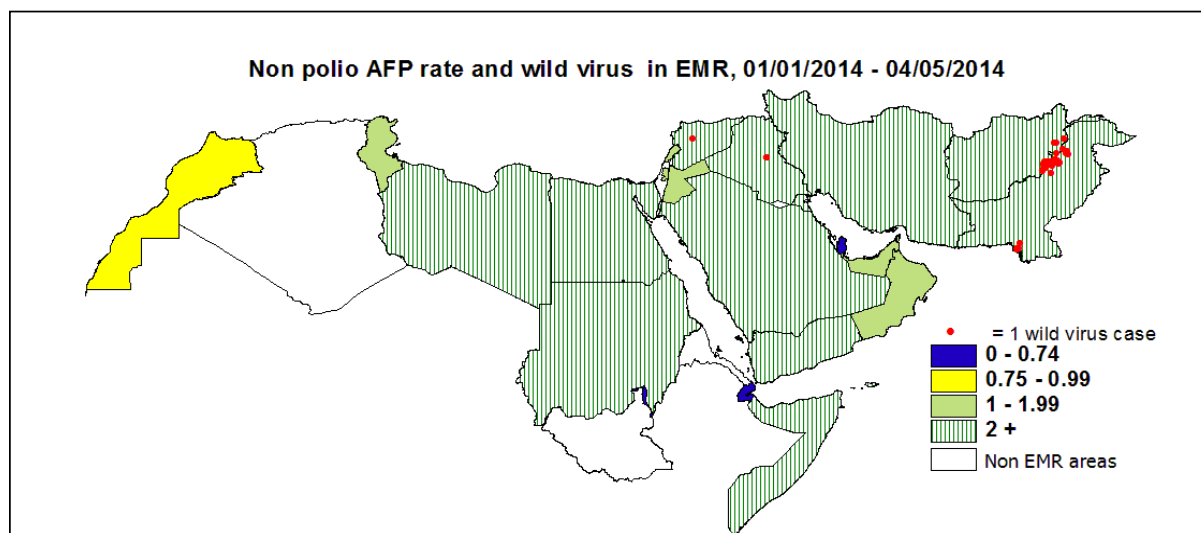 Non polio AFP rate and wild virus in EMR, 01/01/2014 - 04/05/2014
= 1 wild virus case
0 - 0.74
0.75 - 0.99
1 - 1.99
2 +
Non EMR areas